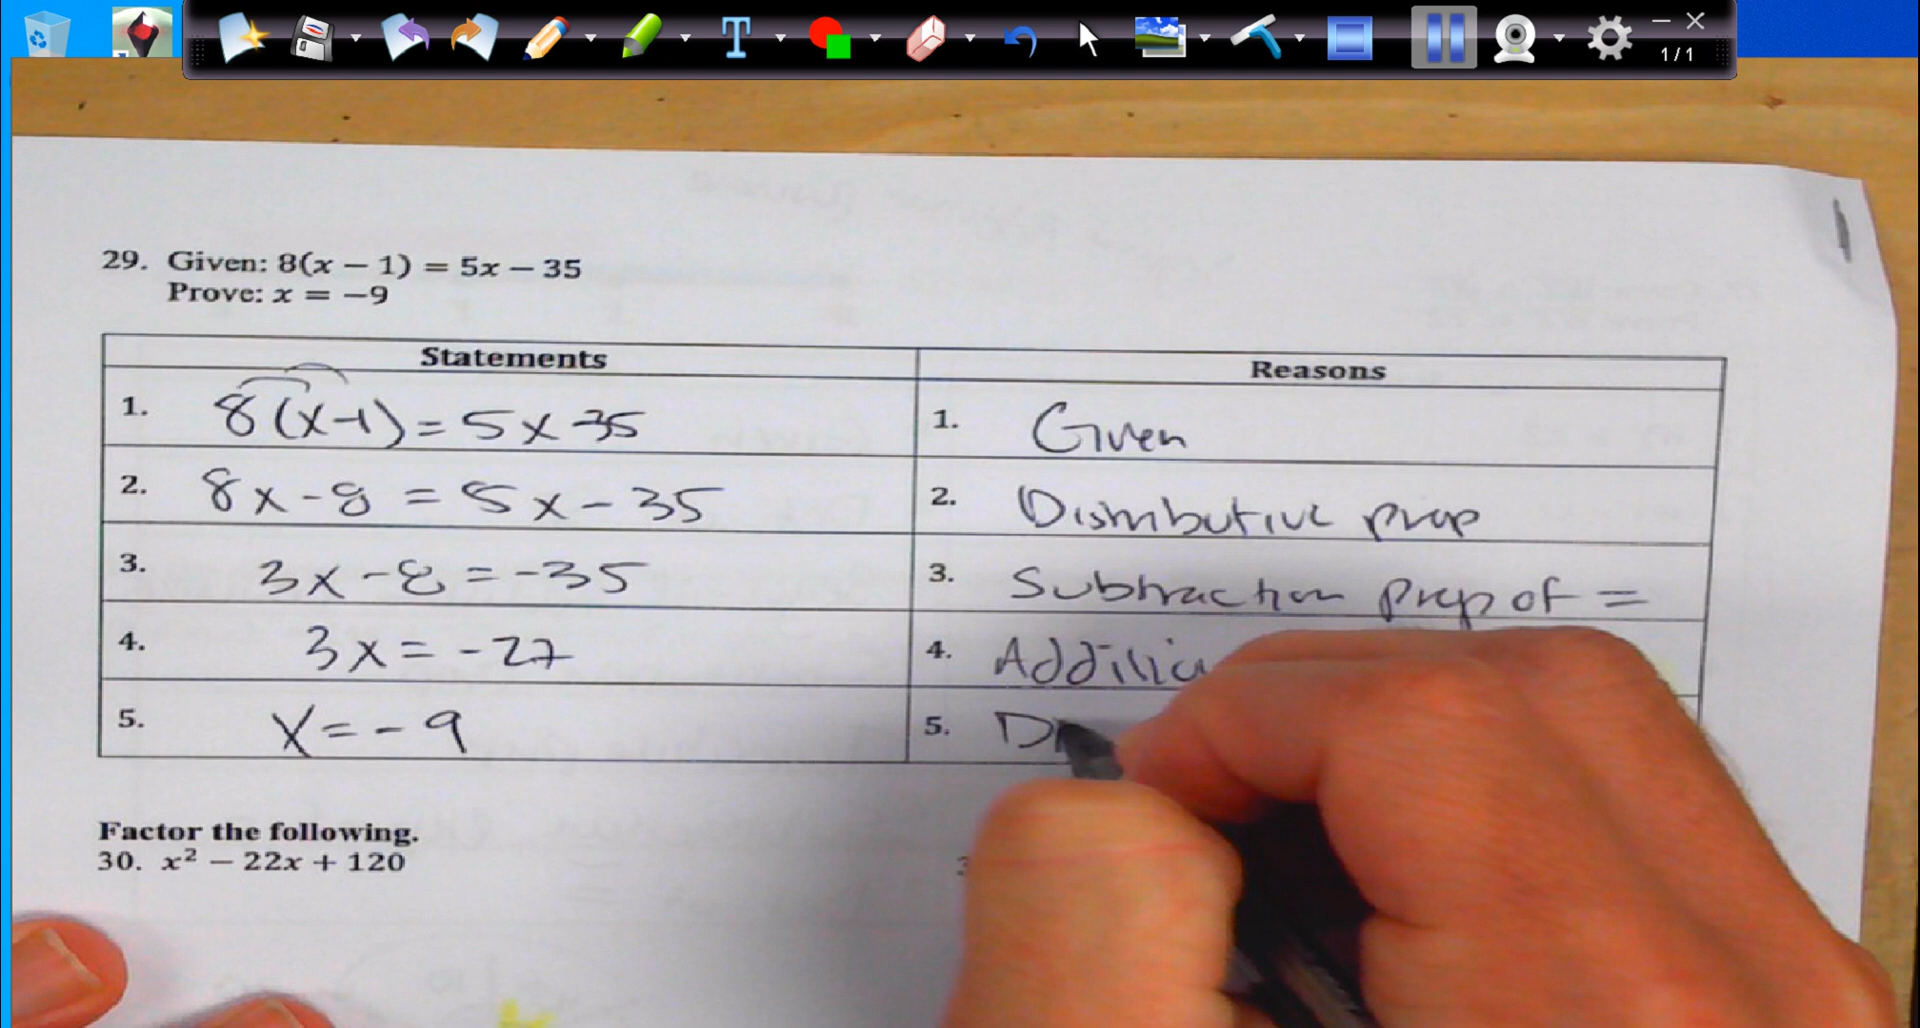 1/1
29. Given: 8(x − 1) = 5x − 35
Prove: x = −9
Statements
Reasons
1. 8(x-1) = 5x-35
1. Given
2. 8x-8 = 5x-35
2. Distributive prop
3. 3x-8 = -35
3. Subtraction prop of =
4. 3x = -27
4.
5. x = -9
5.
Factor the following.
30. x² − 22x + 120